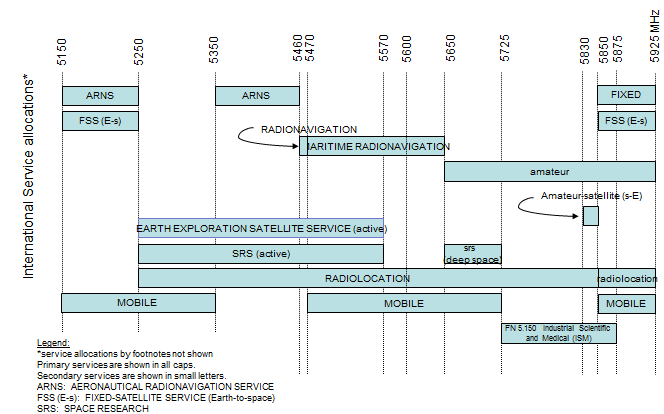 5150
5250
5350
5460
5470
5570
5600
5650
5725
5830
5850
5875
5925 MHz
International Service allocations*
ARNS
ARNS
FIXED
FSS (E-s)
FSS (E-s)
RADIONAVIGATION
MARITIME RADIONAVIGATION
amateur
Amateur-satellite (s-E)
EARTH EXPLORATION SATELLITE SERVICE (active)
SRS (active)
srs
(deep space)
RADIOLOCATION
radiolocation
MOBILE
MOBILE
MOBILE
FN 5.150 Industrial Scientific
and Medical (ISM)
Legend:
*service allocations by footnotes not shown
Primary services are shown in all caps.
Secondary services are shown in small letters.
ARNS: AERONAUTICAL RADIONAVIGATION SERVICE
FSS (E-s): FIXED-SATELLITE SERVICE (Earth-to-space)
SRS: SPACE RESEARCH